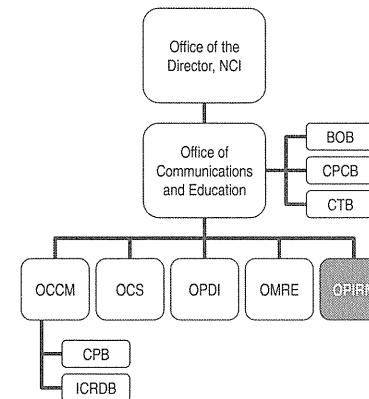 Office of the
Director, NCI
Office of
Communications
and Education
BOB
CPCB
CTB
OCCM
OCS
OPDI
OMRE
CPB
ICRDB